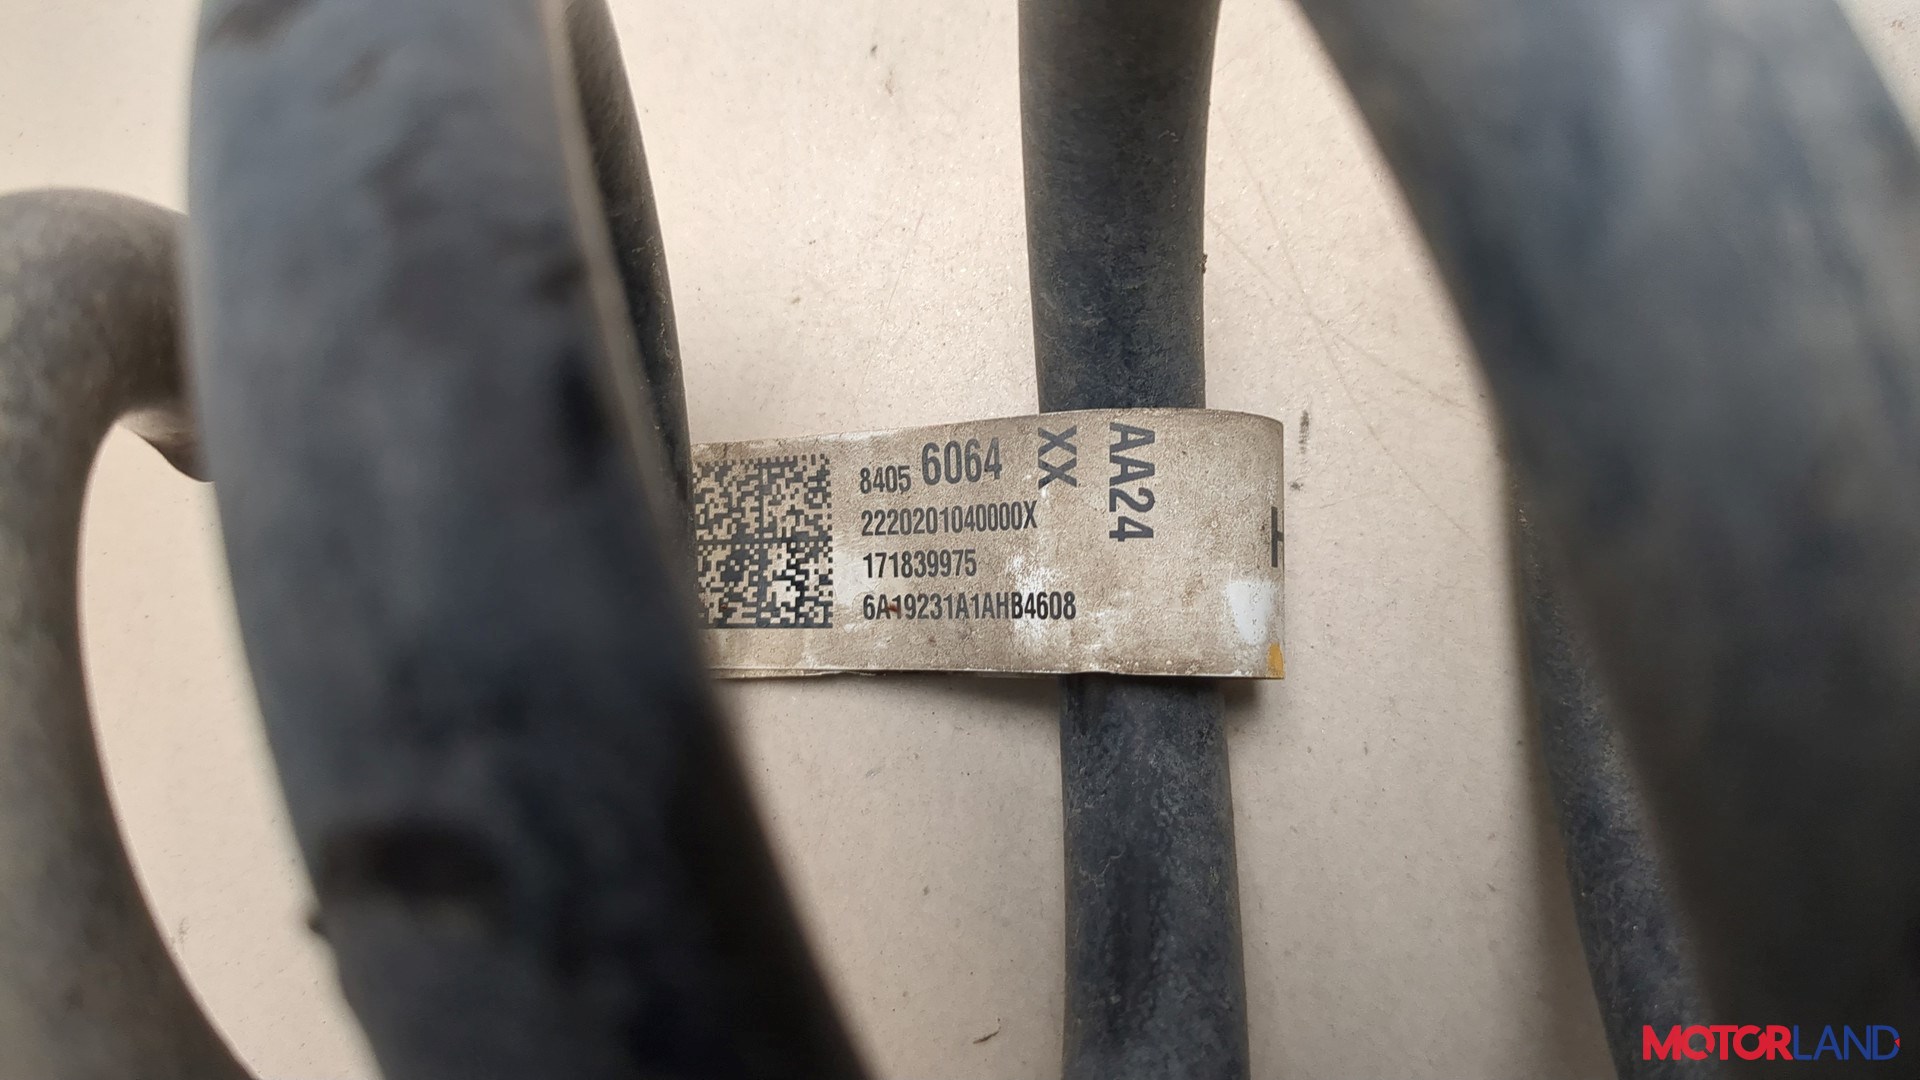 8405 6064
XX
AA24
2220201040000X
171839975
6A19231A1AHB4608
H
MOTORLAND